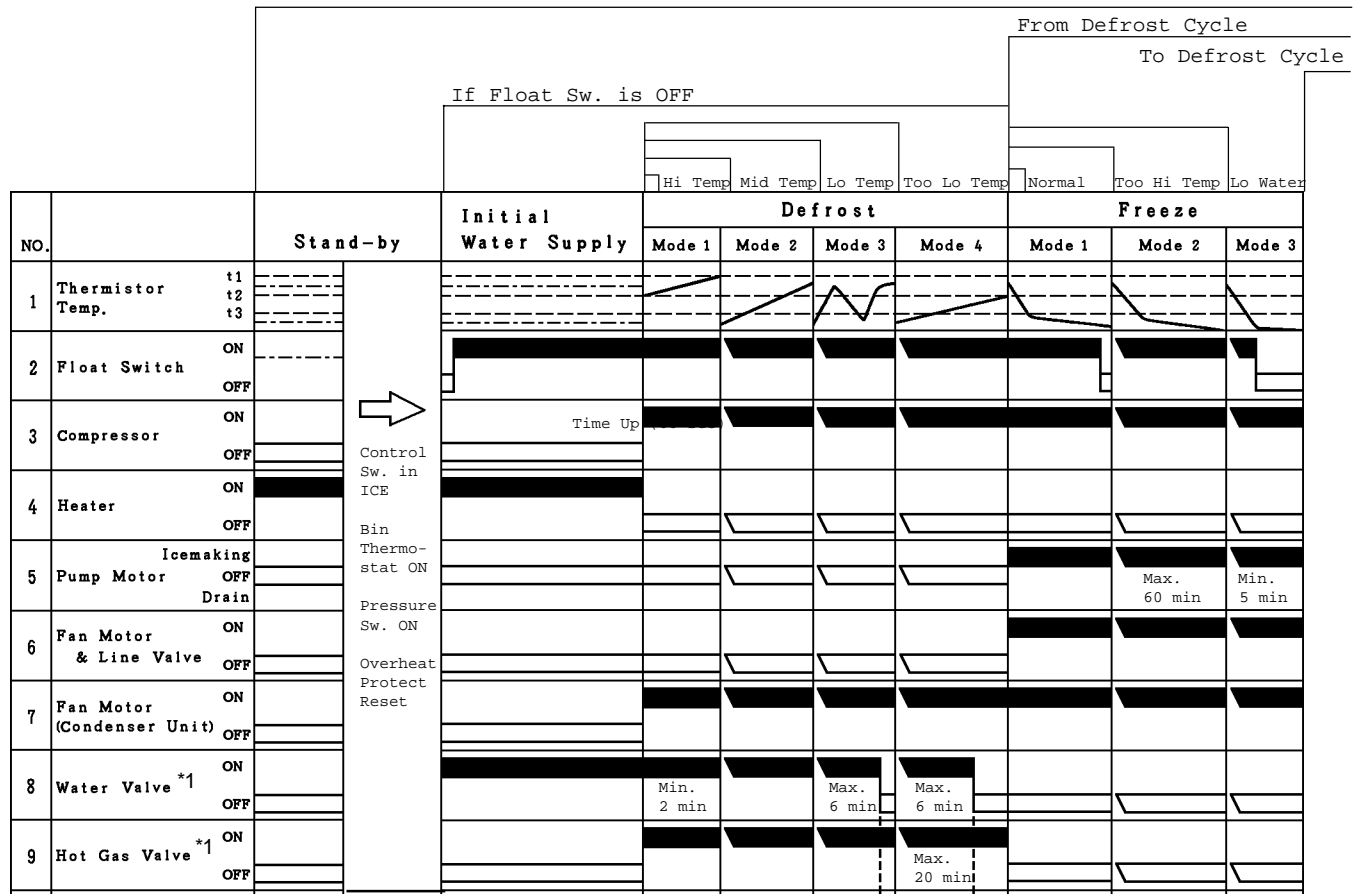 From Defrost Cycle
To Defrost Cycle
If Float Sw. is OFF
Hi Temp Mid Temp Lo Temp Too Lo Temp Normal Too Hi Temp Lo Water
NO. Stand-by Initial Water Supply Defrost Freeze
Mode 1 Mode 2 Mode 3 Mode 4 Mode 1 Mode 2 Mode 3
1 Thermistor Temp. t1 t2 t3
2 Float Switch ON OFF
3 Compressor ON OFF
Time Up
4 Heater ON OFF
Control
Sw. in
ICE
Bin
Thermo-
stat ON
Pressure
Sw. ON
Overheat
Protect
Reset
5 Pump Motor Icemaking OFF Drain
Max.
60 min
Min.
5 min
6 Fan Motor & Line Valve ON OFF
7 Fan Motor (Condenser Unit) ON OFF
8 Water Valve *1 ON OFF
Min.
2 min
Max.
6 min
Max.
6 min
9 Hot Gas Valve *1 ON OFF
Max.
20 min